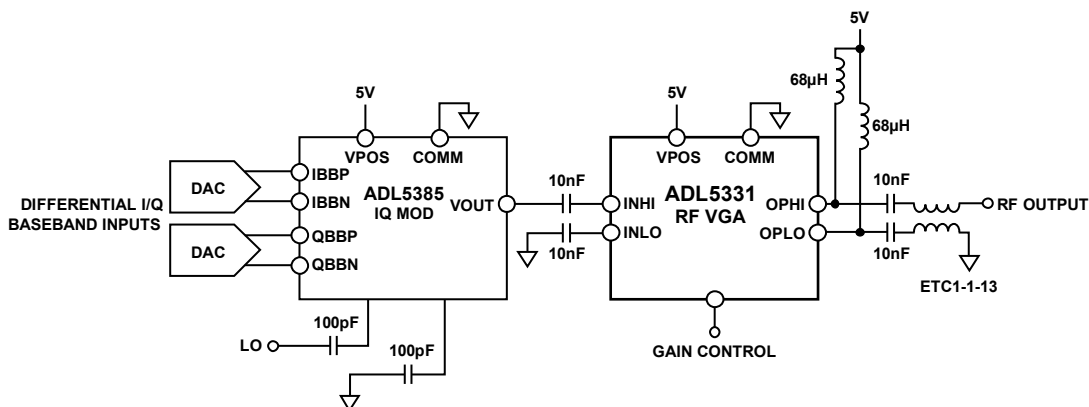 5V
68µH
68µH
5V
5V
VPOS
COMM
VPOS
COMM
DAC
IBBP
IBBN
ADL5385
IQ MOD
VOUT
10nF
INHI
INLO
10nF
ADL5331
RF VGA
OPHI
OPLO
10nF
10nF
RF OUTPUT
DIFFERENTIAL I/Q
BASEBAND INPUTS
DAC
QBBP
QBBN
ETC1-1-13
100pF
LO
100pF
GAIN CONTROL